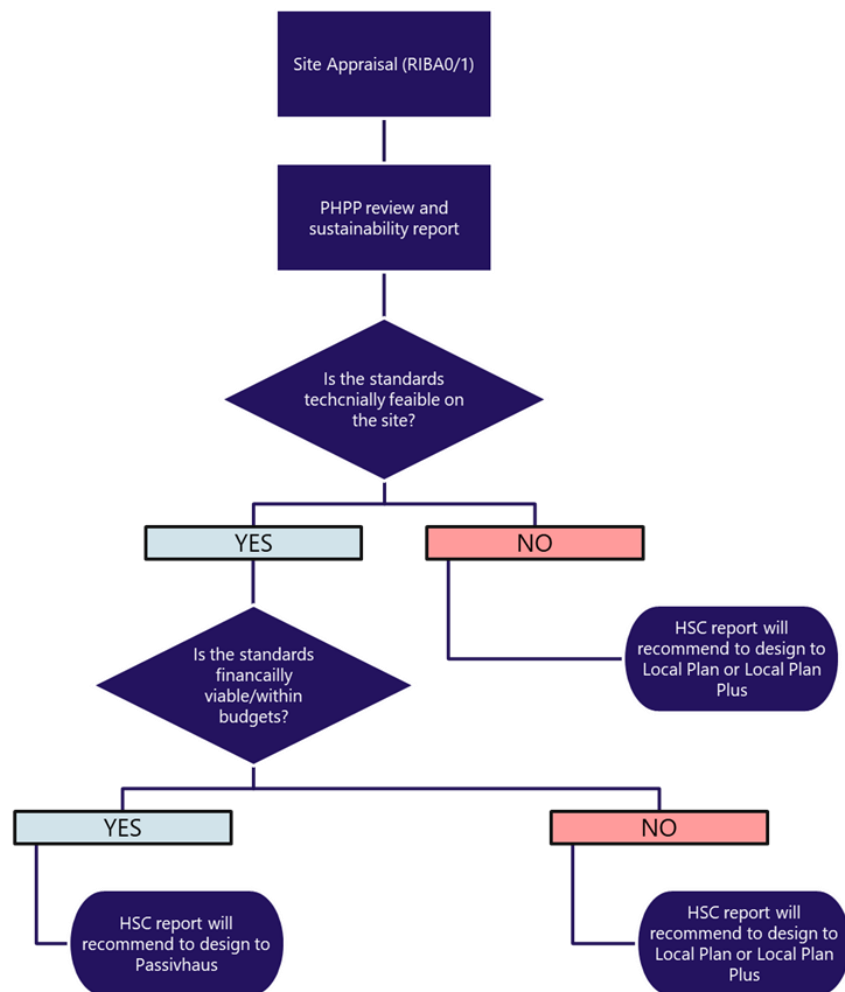 Site Appraisal (RIBA0/1)
PHPP review and
sustainability report
Is the standards
techcnially feaible on
the site?
YES
NO
HSC report will
recommend to design to
Local Plan or Local Plan
Plus
Is the standards
financailly
viable/within
budgets?
YES
NO
HSC report will
recommend to design to
Passivhaus
HSC report will
recommend to design to
Local Plan or Local Plan
Plus